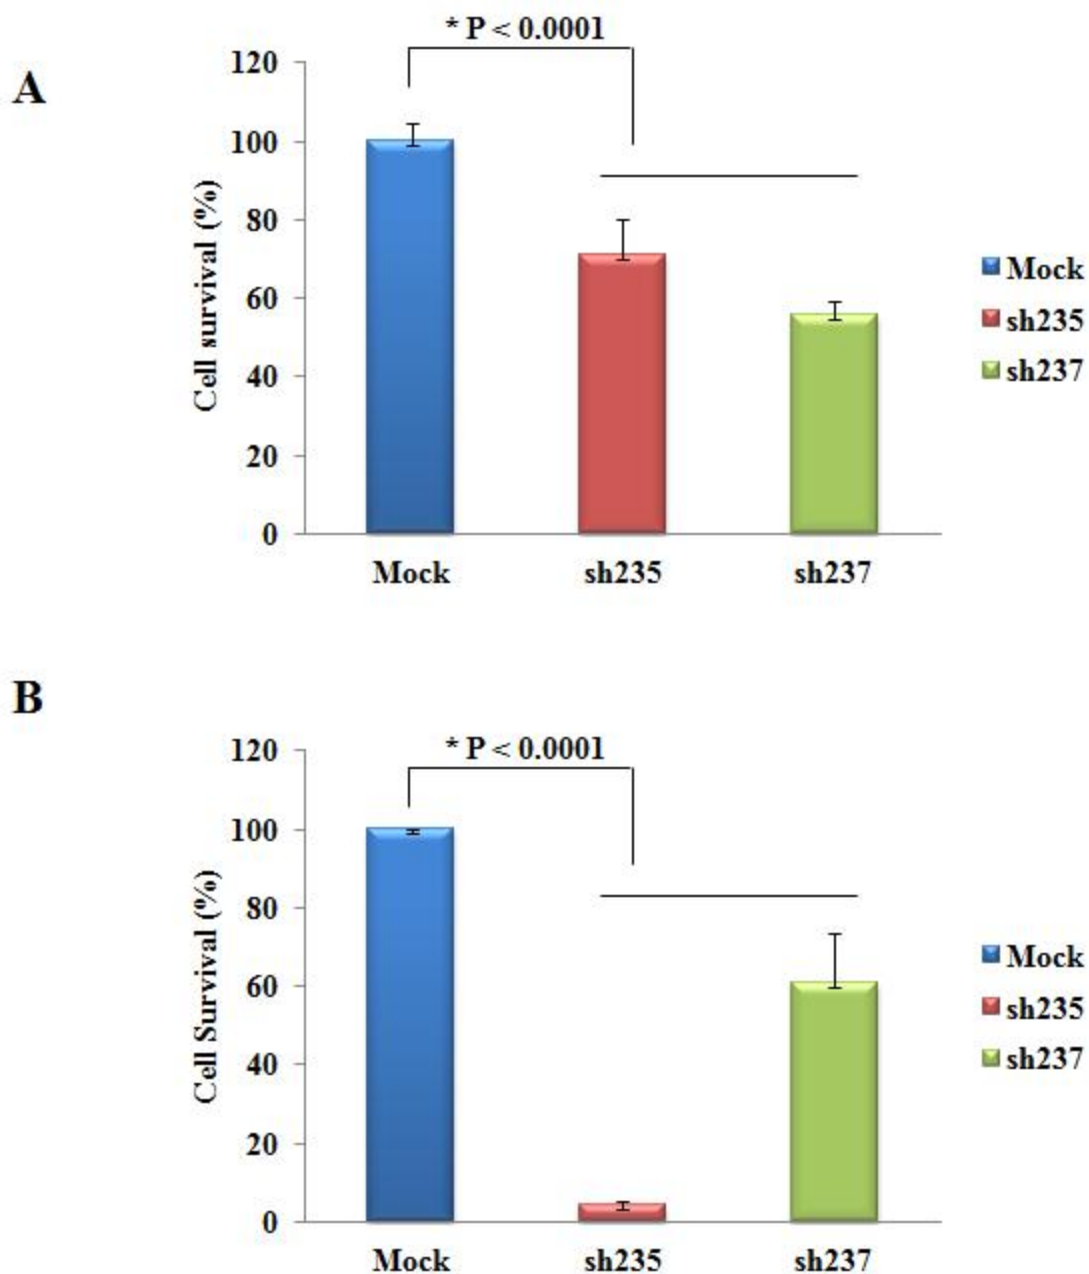 A
* P < 0.0001
120
100
80
60
40
20
0
Cell survival (%)
Mock
sh235
sh237
Mock
sh235
sh237
B
* P < 0.0001
120
100
80
60
40
20
0
Cell Survival (%)
Mock
sh235
sh237
Mock
sh235
sh237